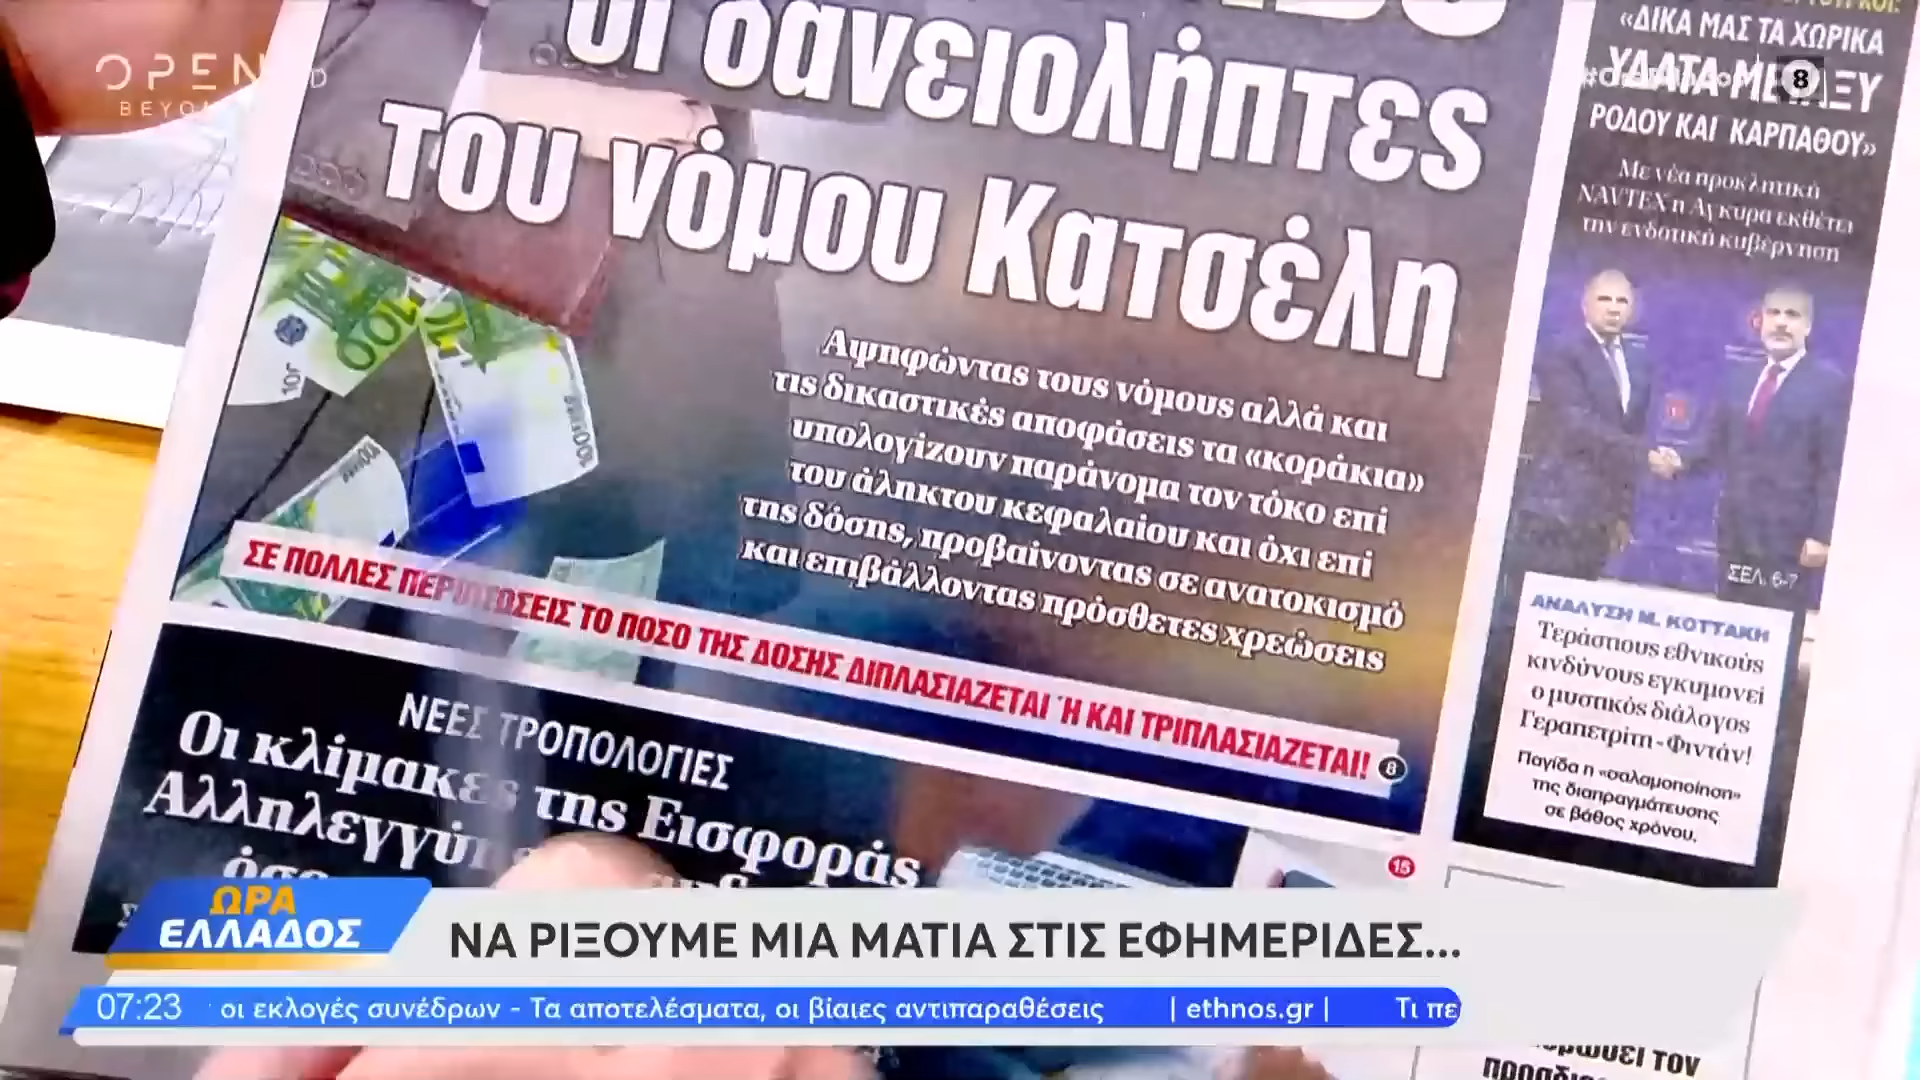 OPEN
BEYON D
#OraEllados
8
οι δανειολήπτες
του νόμου Κατσέλη
Αψηφώντας τους νόμους αλλά και
τις δικαστικές αποφάσεις τα «κοράκια»
υπολογίζουν παράνομα τον τόκο επί
του άληκτου κεφαλαίου και όχι επί
της δόσης, προβαίνοντας σε ανατοκισμό
και επιβάλλοντας πρόσθετες χρεώσεις
ΣΕ ΠΟΛΛΕΣ ΠΕΡΙΠΤΩΣΕΙΣ ΤΟ ΠΟΣΟ ΤΗΣ ΔΟΣΗΣ ΔΙΠΛΑΣΙΑΖΕΤΑΙ Ή ΚΑΙ ΤΡΙΠΛΑΣΙΑΖΕΤΑΙ! 8
ΝΕΕΣ ΤΡΟΠΟΛΟΓΙΕΣ
Οι κλίμακες της Εισφοράς
Αλληλεγγύης
15
«ΔΙΚΑ ΜΑΣ ΤΑ ΧΩΡΙΚΑ
ΥΔΑΤΑ ΜΕΤΑΞΥ
ΡΟΔΟΥ ΚΑΙ ΚΑΡΠΑΘΟΥ»
Με νέα προκλητική
NAVTEX η Αγκυρα εκθέτει
την ενδοτική κυβέρνηση
ΣΕΛ. 6-7
ΑΝΑΛΥΣΗ Μ. ΚΟΤΤΑΚΗ
Τεράστιους εθνικούς
κινδύνους εγκυμονεί
ο μυστικός διάλογος
Γεραπετρίτη-Φιντάν!
Παγίδα η «σαλαμοποίηση»
της διαπραγμάτευσης
σε βάθος χρόνου.
ΩΡΑ
ΕΛΛΑΔΟΣ
ΝΑ ΡΙΞΟΥΜΕ ΜΙΑ ΜΑΤΙΑ ΣΤΙΣ ΕΦΗΜΕΡΙΔΕΣ...
07:23 οι εκλογές συνέδρων - Τα αποτελέσματα, οι βίαιες αντιπαραθέσεις | ethnos.gr | Τι πε
τον